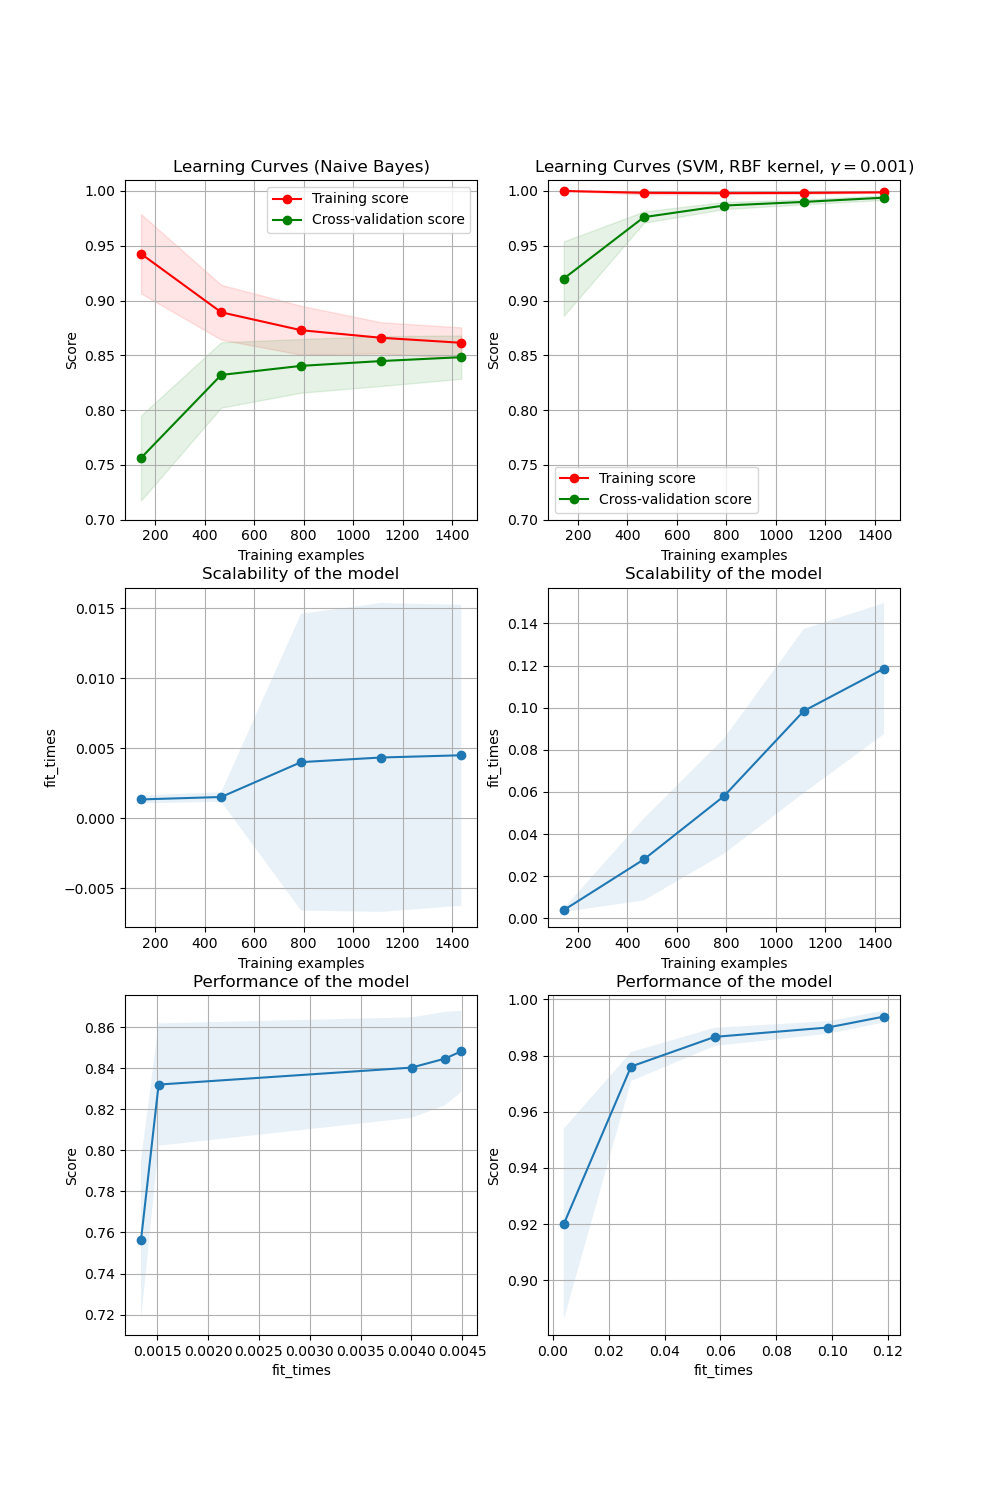 Learning Curves (Naive Bayes)
1.00
0.95
0.90
0.85
0.80
0.75
0.70
Score
Training score
Cross-validation score
200 400 600 800 1000 1200 1400
Training examples
Learning Curves (SVM, RBF kernel, γ = 0.001)
1.00
0.95
0.90
0.85
0.80
0.75
0.70
Score
Training score
Cross-validation score
200 400 600 800 1000 1200 1400
Training examples
Scalability of the model
0.015
0.010
0.005
0.000
−0.005
fit_times
200 400 600 800 1000 1200 1400
Training examples
Scalability of the model
0.14
0.12
0.10
0.08
0.06
0.04
0.02
0.00
fit_times
200 400 600 800 1000 1200 1400
Training examples
Performance of the model
0.86
0.84
0.82
0.80
0.78
0.76
0.74
0.72
Score
0.0015 0.0020 0.0025 0.0030 0.0035 0.0040 0.0045
fit_times
Performance of the model
1.00
0.98
0.96
0.94
0.92
0.90
Score
0.00 0.02 0.04 0.06 0.08 0.10 0.12
fit_times